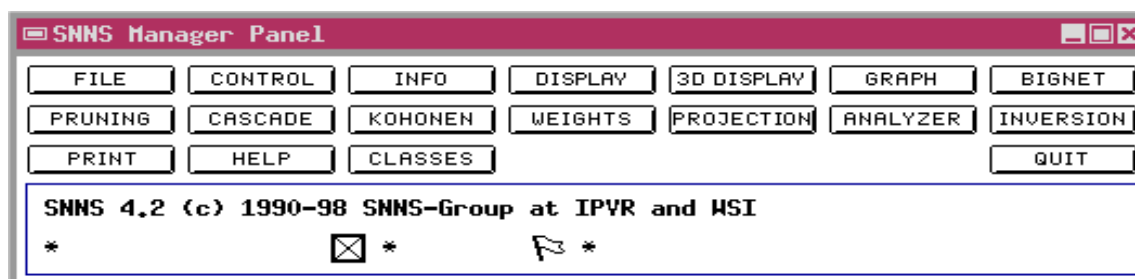 SNNS Manager Panel
FILE CONTROL INFO DISPLAY 3D DISPLAY GRAPH BIGNET
PRUNING CASCADE KOHONEN WEIGHTS PROJECTION ANALYZER INVERSION
PRINT HELP CLASSES QUIT
SNNS 4.2 (c) 1990-98 SNNS-Group at IPVR and WSI
* * *